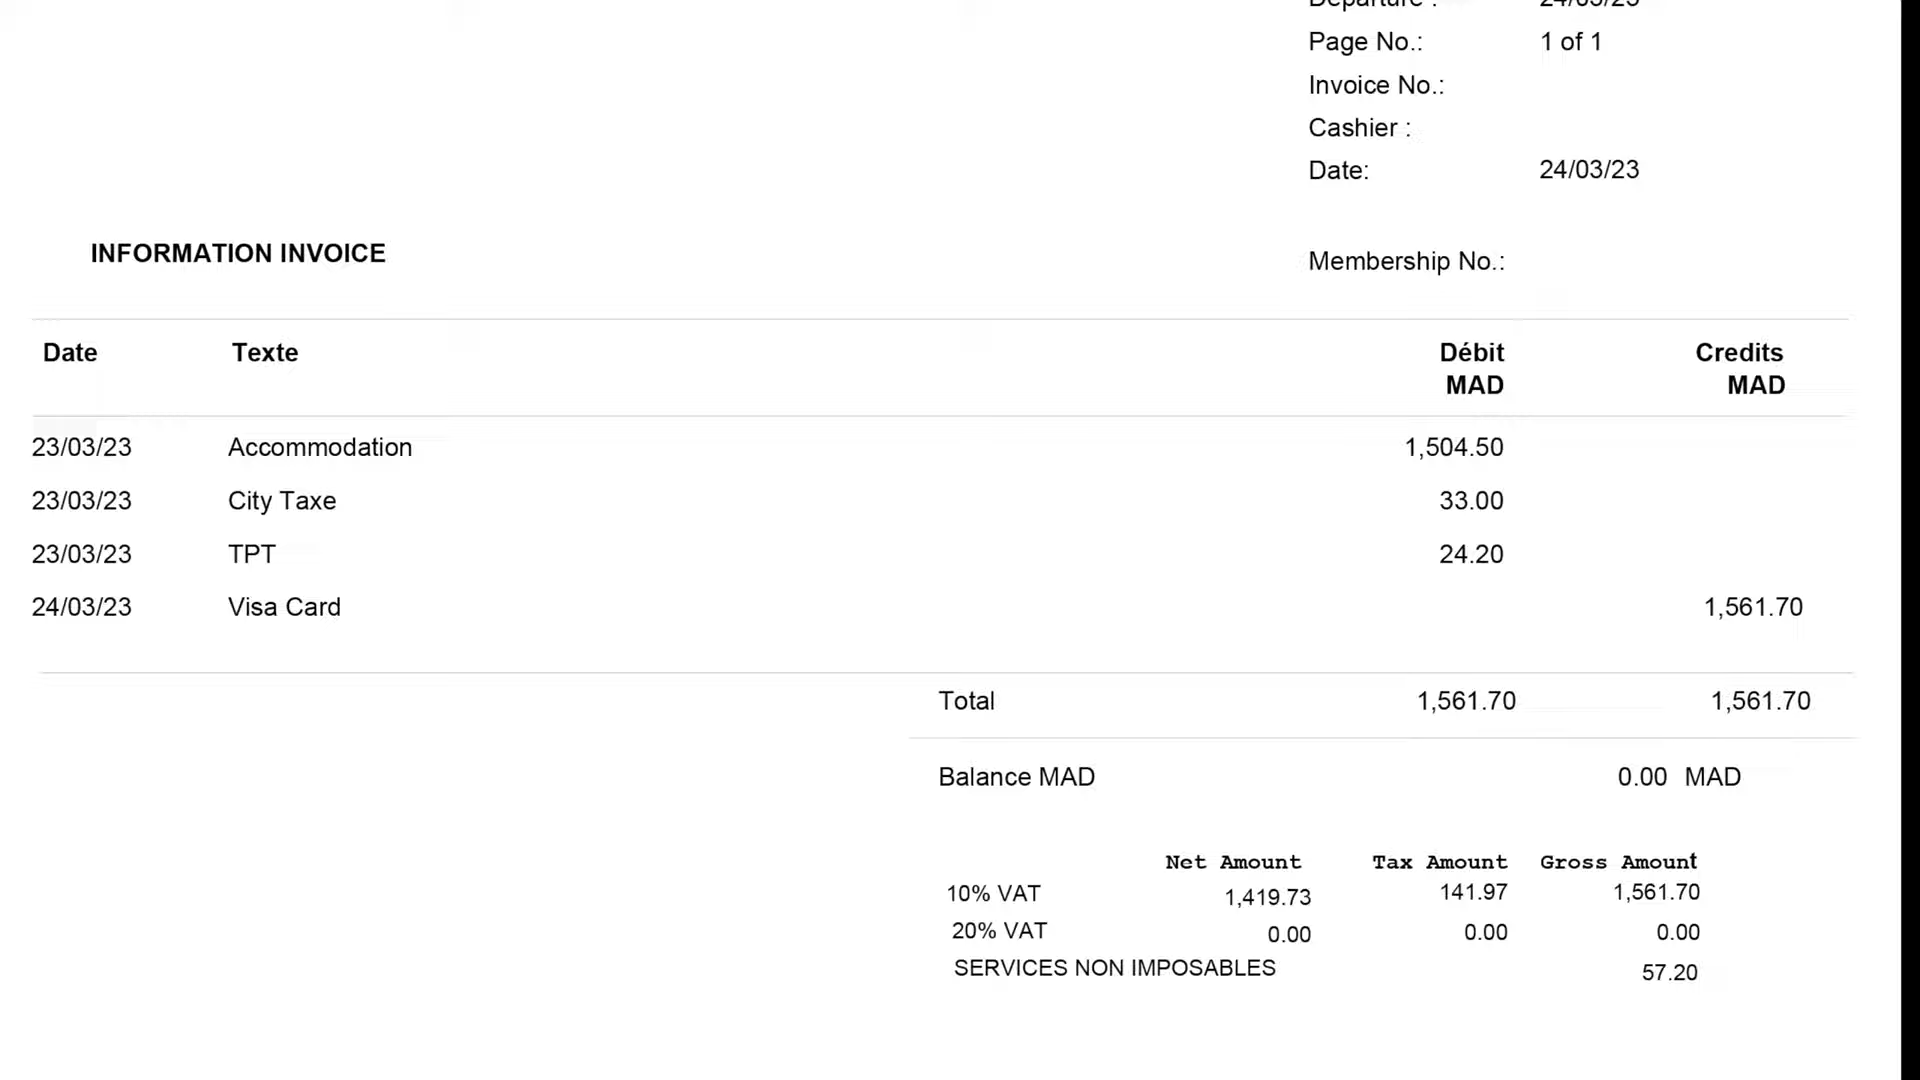 Departure : 24/03/23
Page No.: 1 of 1
Invoice No.:
Cashier :
Date: 24/03/23
INFORMATION INVOICE
Membership No.:
Date Texte Débit Credits
MAD MAD
23/03/23 Accommodation 1,504.50
23/03/23 City Taxe 33.00
23/03/23 TPT 24.20
24/03/23 Visa Card 1,561.70
Total 1,561.70 1,561.70
Balance MAD 0.00 MAD
Net Amount Tax Amount Gross Amount
10% VAT 1,419.73 141.97 1,561.70
20% VAT 0.00 0.00 0.00
SERVICES NON IMPOSABLES 57.20